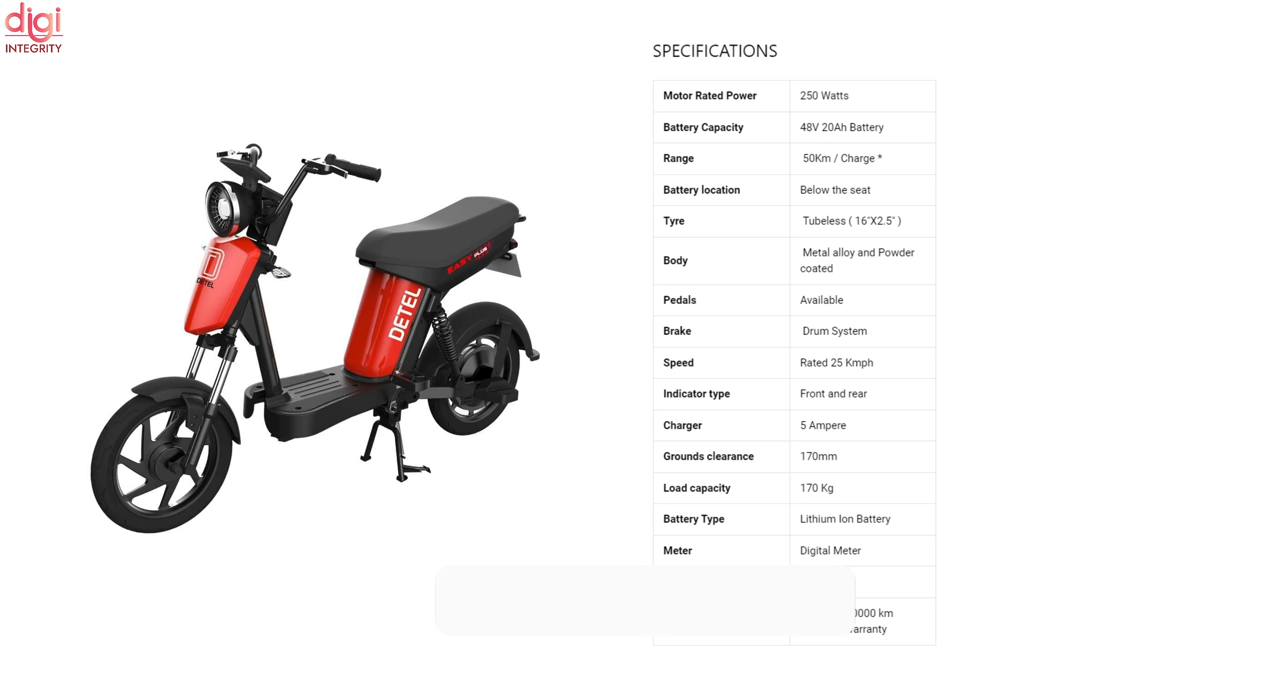 digi
INTEGRITY
SPECIFICATIONS
Motor Rated Power 250 Watts
Battery Capacity 48V 20Ah Battery
Range 50Km / Charge *
Battery location Below the seat
Tyre Tubeless ( 16"X2.5" )
Body Metal alloy and Powder
coated
Pedals Available
Brake Drum System
Speed Rated 25 Kmph
Indicator type Front and rear
Charger 5 Ampere
Grounds clearance 170mm
Load capacity 170 Kg
Battery Type Lithium Ion Battery
Meter Digital Meter
km
DETEL
EASY PLUS
DETEL